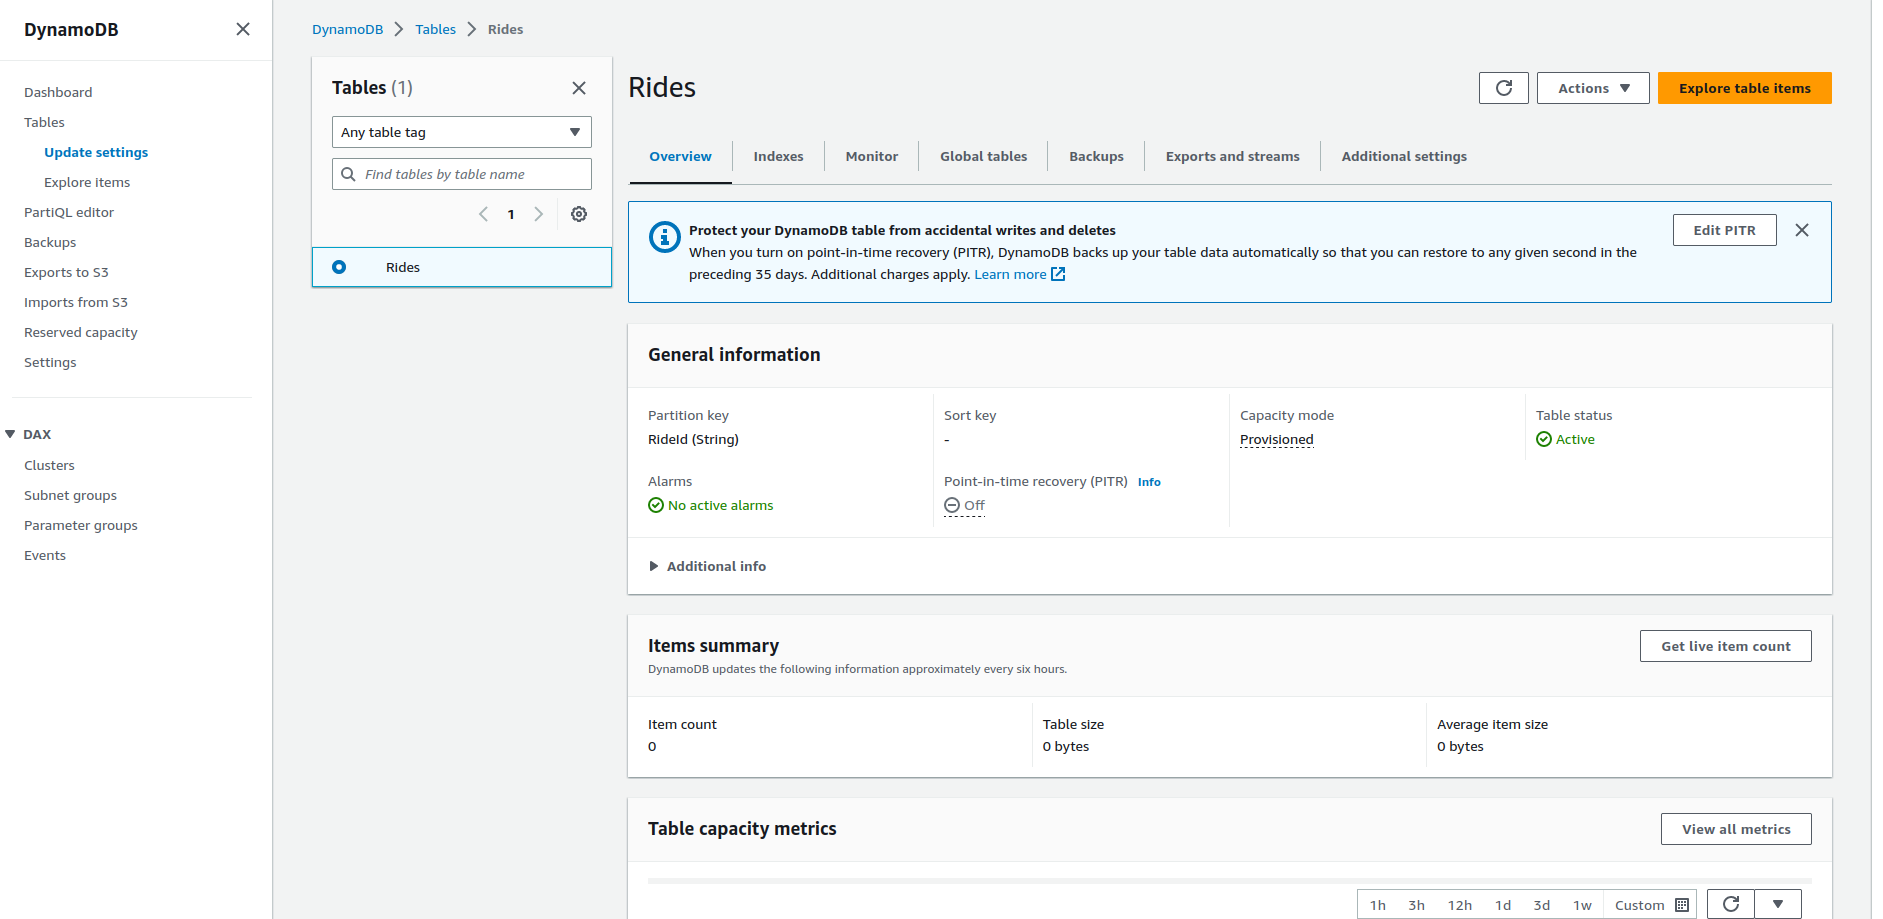 DynamoDB
Dashboard
Tables
Update settings
Explore items
PartiQL editor
Backups
Exports to S3
Imports from S3
Reserved capacity
Settings
DAX
Clusters
Subnet groups
Parameter groups
Events
DynamoDB Tables Rides
Tables (1)
Any table tag
Find tables by table name
1
Rides
Rides
Actions
Explore table items
Overview Indexes Monitor Global tables Backups Exports and streams Additional settings
Protect your DynamoDB table from accidental writes and deletes
When you turn on point-in-time recovery (PITR), DynamoDB backs up your table data automatically so that you can restore to any given second in the
preceding 35 days. Additional charges apply. Learn more
Edit PITR
General information
Partition key
RideId (String)
Sort key
-
Capacity mode
Provisioned
Table status
Active
Alarms
No active alarms
Point-in-time recovery (PITR) Info
Off
Additional info
Items summary
DynamoDB updates the following information approximately every six hours.
Get live item count
Item count
0
Table size
0 bytes
Average item size
0 bytes
Table capacity metrics
View all metrics
1h 3h 12h 1d 3d 1w Custom